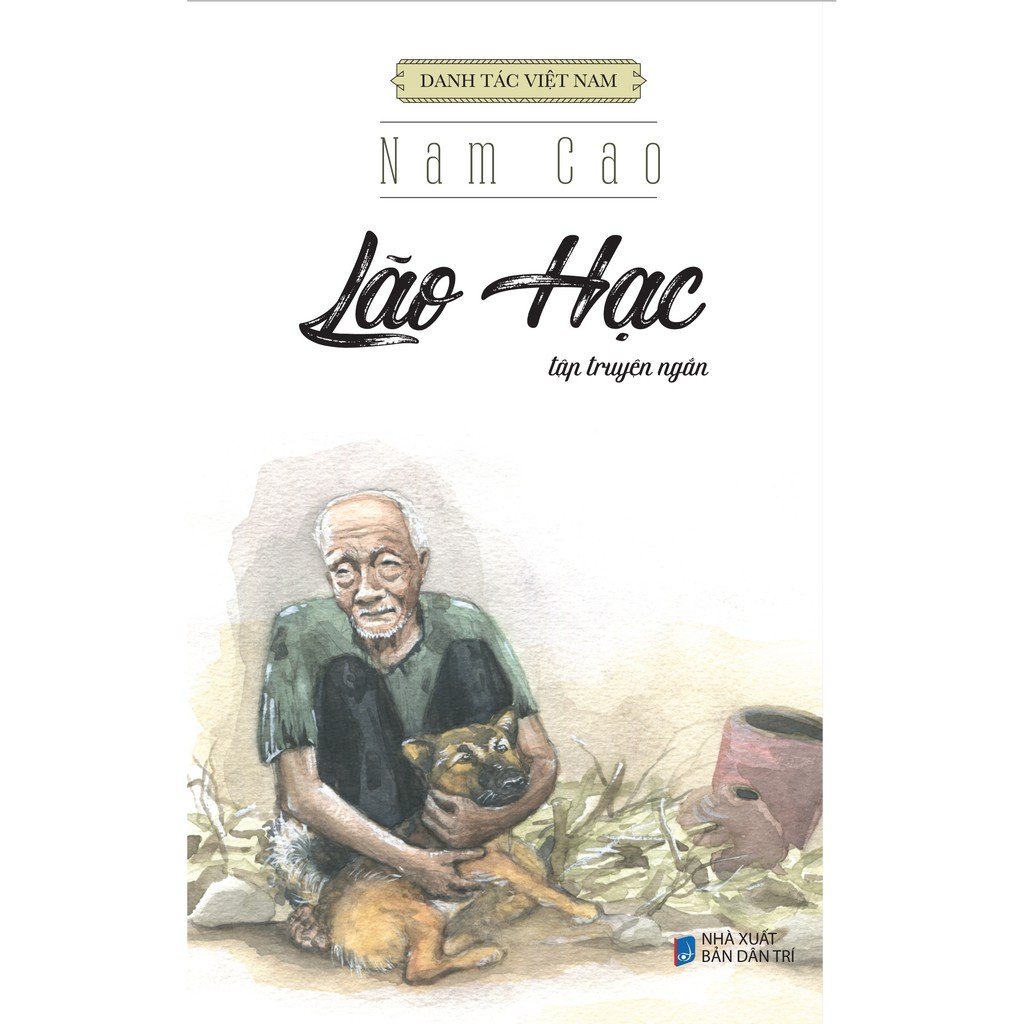 DANH TÁC VIỆT NAM
Nam Cao
Lão Hạc
tập truyện ngắn
NHÀ XUẤT
BẢN DÂN TRÍ